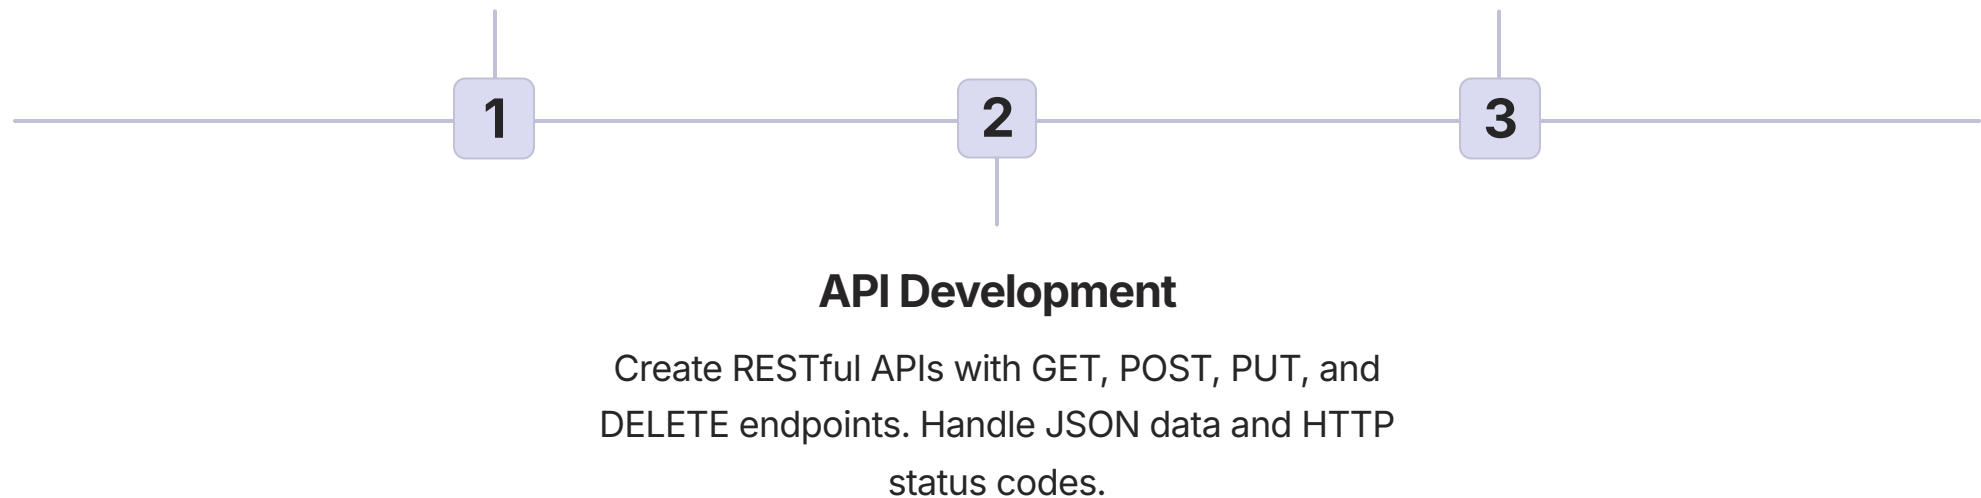 1
2
3
API Development
Create RESTful APIs with GET, POST, PUT, and
DELETE endpoints. Handle JSON data and HTTP
status codes.